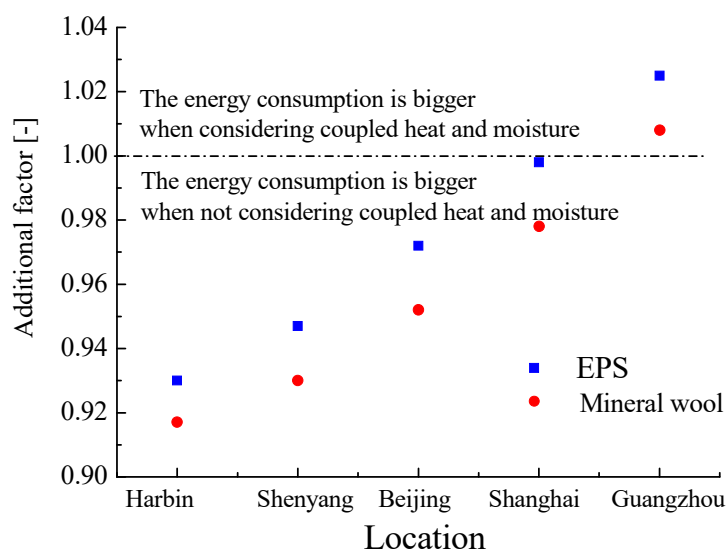 1.04
1.02
1.00
0.98
0.96
0.94
0.92
0.90
Additional factor [-]
The energy consumption is bigger
when considering coupled heat and moisture
The energy consumption is bigger
when not considering coupled heat and moisture
EPS
Mineral wool
Harbin Shenyang Beijing Shanghai Guangzhou
Location